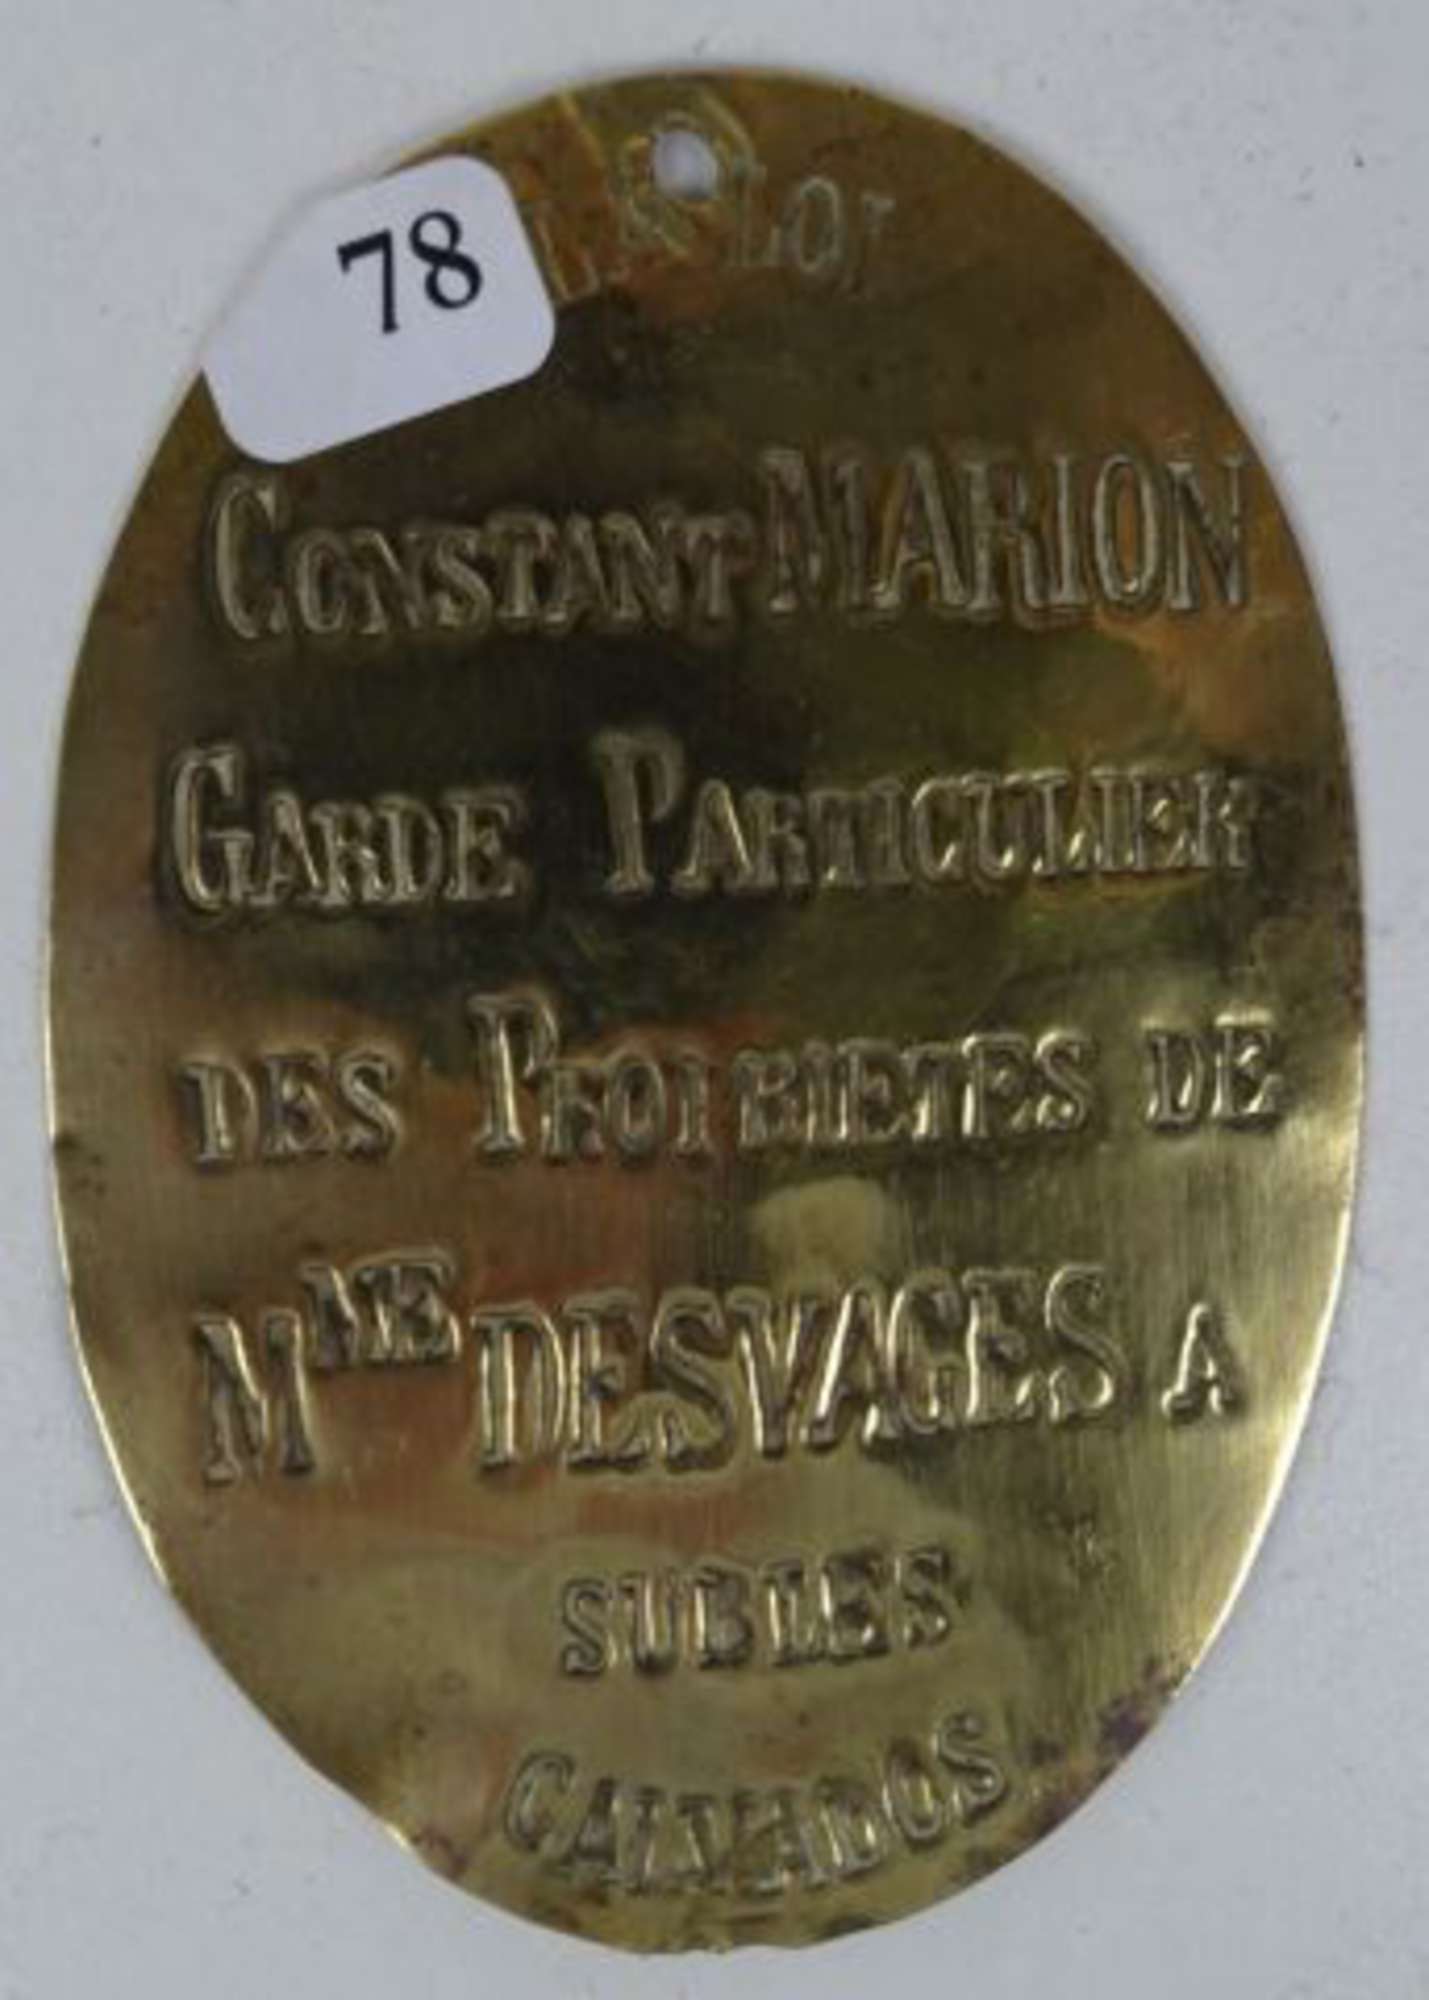 78
LA LOI
CONSTANT MARION
GARDE PARTICULIER
DES PROPRIETES DE
MME DESVAGES A
SUBLES
CALVADOS